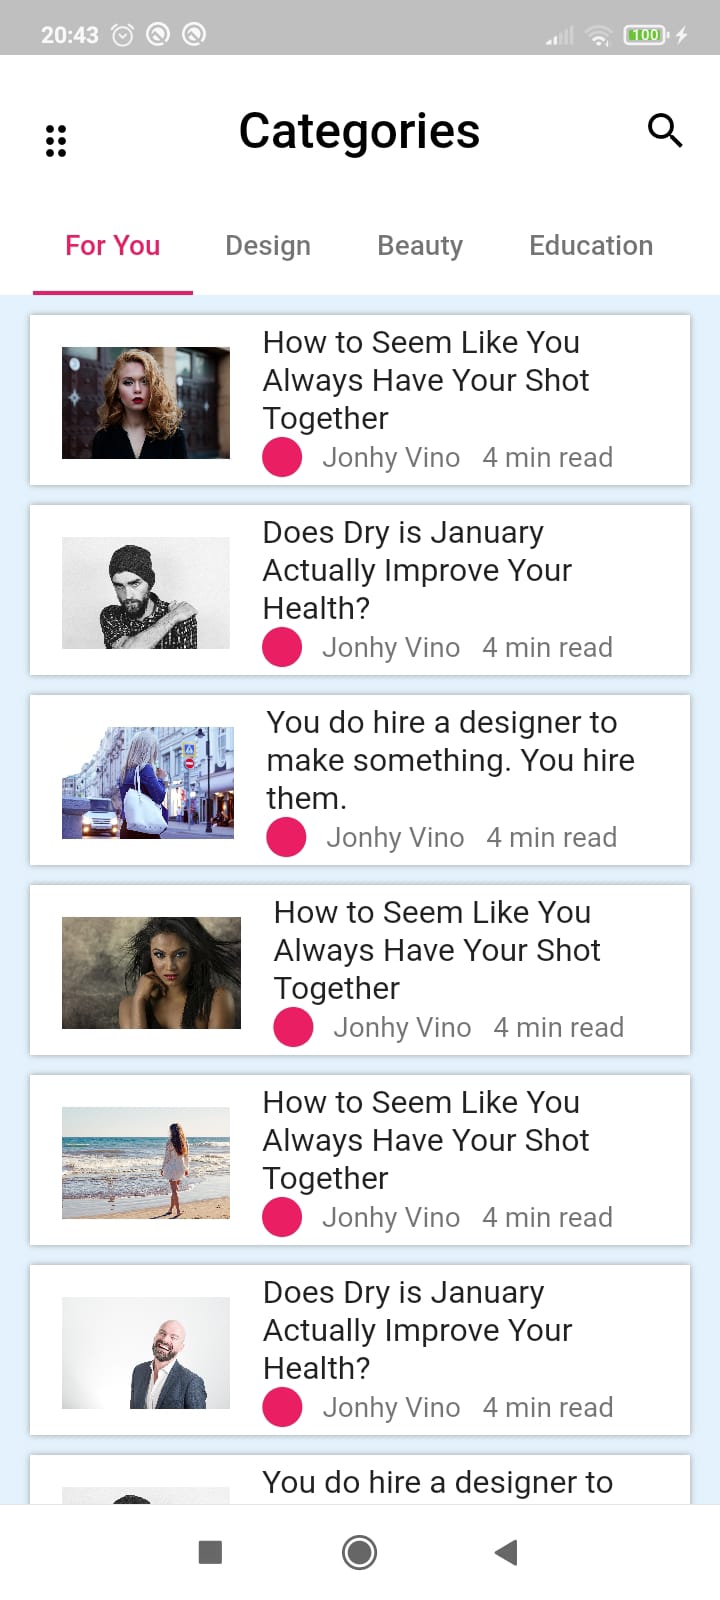 20:43
100
Categories
For You Design Beauty Education
How to Seem Like You
Always Have Your Shot
Together
Jonhy Vino 4 min read
Does Dry is January
Actually Improve Your
Health?
Jonhy Vino 4 min read
You do hire a designer to
make something. You hire
them.
Jonhy Vino 4 min read
How to Seem Like You
Always Have Your Shot
Together
Jonhy Vino 4 min read
How to Seem Like You
Always Have Your Shot
Together
Jonhy Vino 4 min read
Does Dry is January
Actually Improve Your
Health?
Jonhy Vino 4 min read
You do hire a designer to